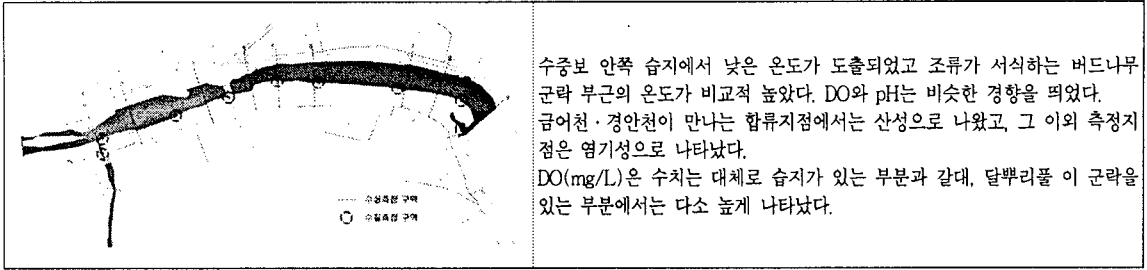 수심측정 구역
수질측정 구역
수중보 안쪽 습지에서 낮은 온도가 도출되었고 조류가 서식하는 버드나무
군락 부근의 온도가 비교적 높았다. DO와 pH는 비슷한 경향을 띄었다.
금어천·경안천이 만나는 합류지점에서는 산성으로 나왔고, 그 이외 측정지
점은 염기성으로 나타났다.
DO(mg/L)은 수치는 대체로 습지가 있는 부분과 갈대, 달뿌리풀 이 군락을
있는 부분에서는 다소 높게 나타났다.